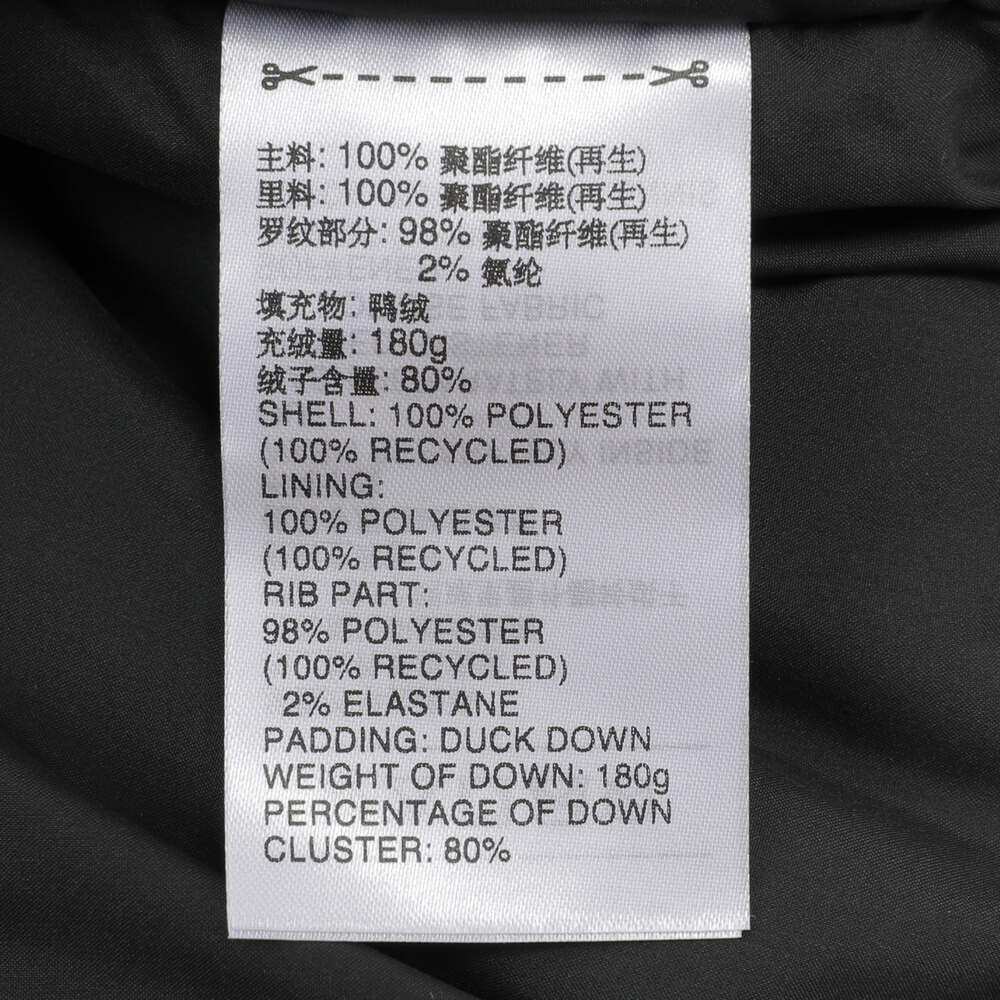 主料: 100% 聚酯纤维(再生)
里料: 100% 聚酯纤维(再生)
罗纹部分: 98% 聚酯纤维(再生)
2% 氨纶
填充物: 鸭绒
充绒量: 180g
绒子含量: 80%
SHELL: 100% POLYESTER
(100% RECYCLED)
LINING:
100% POLYESTER
(100% RECYCLED)
RIB PART:
98% POLYESTER
(100% RECYCLED)
2% ELASTANE
PADDING: DUCK DOWN
WEIGHT OF DOWN: 180g
PERCENTAGE OF DOWN
CLUSTER: 80%